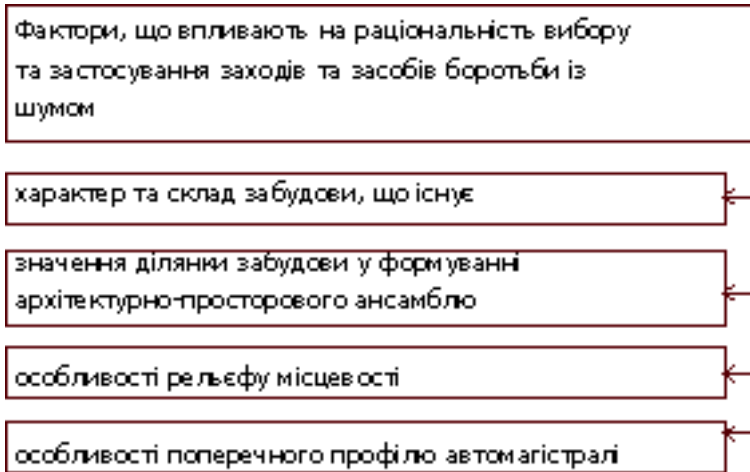 Фактори, що впливають на раціональність вибору
та застосування заходів та засобів боротьби із
шумом
характер та склад забудови, що існує
значення ділянки забудови у формуванні
архітектурно-просторового ансамблю
особливості рельєфу місцевості
особливості поперечного профілю автомагістралі